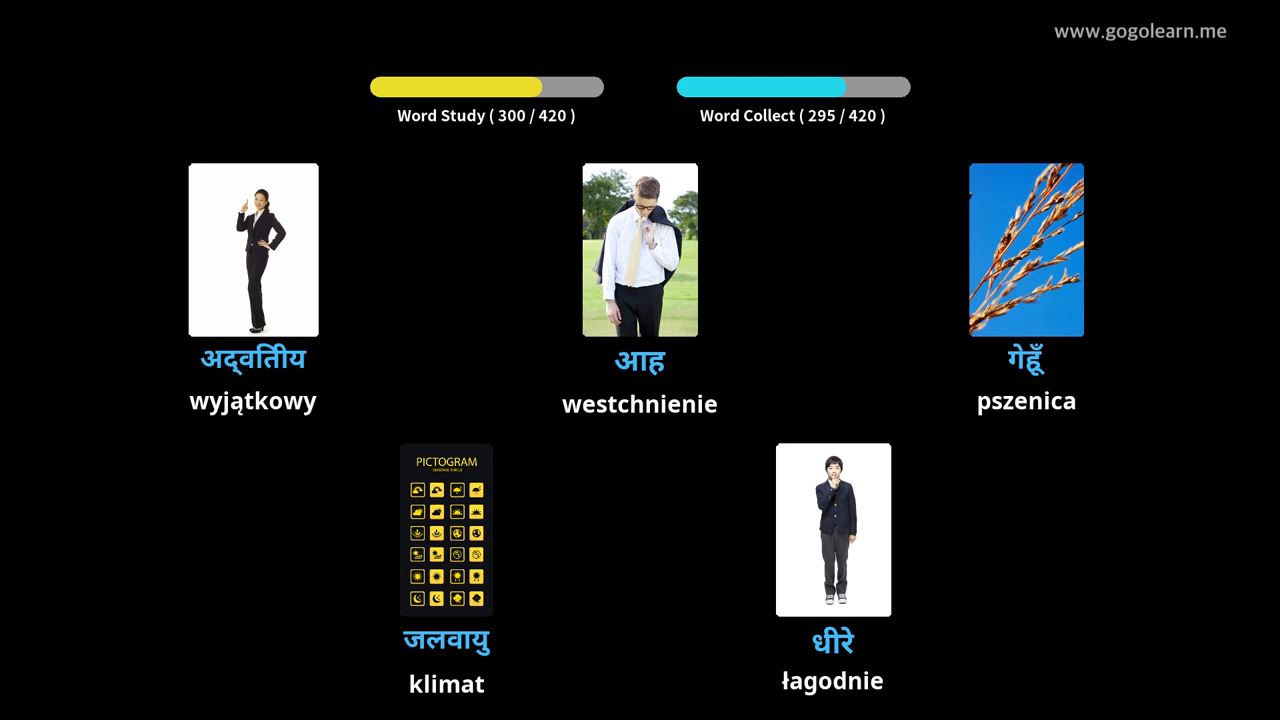 www.gogolearn.me
Word Study ( 300 / 420 )
Word Collect ( 295 / 420 )
अद्वितीय
wyjątkowy
आह
westchnienie
गेहूँ
pszenica
PICTOGRAM
जलवायु
klimat
धीरे
łagodnie